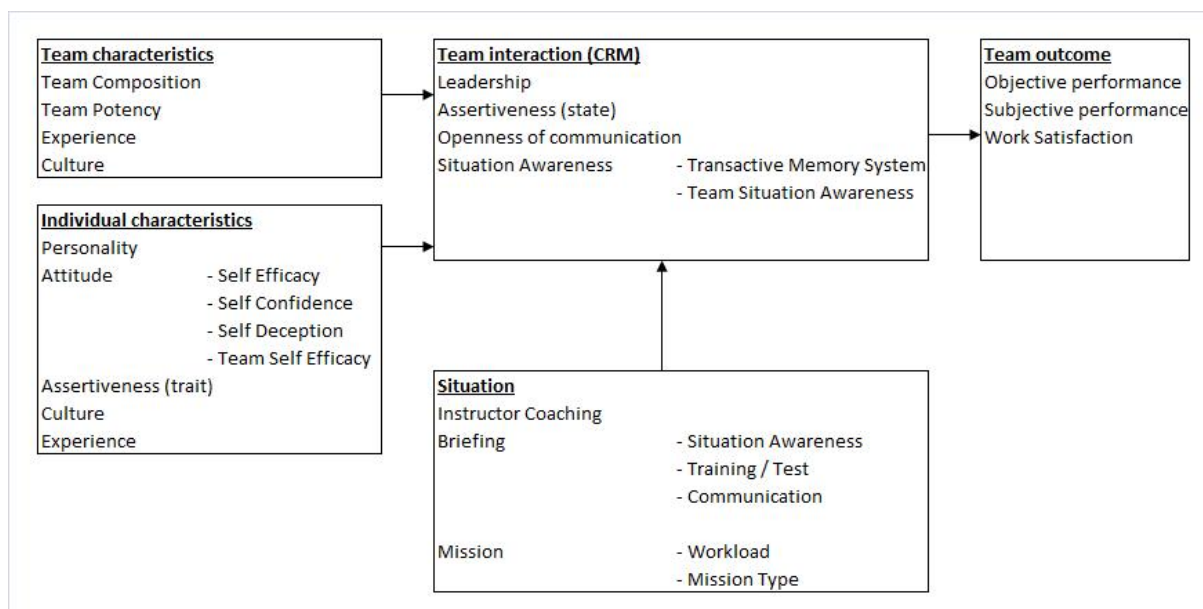 Team characteristics
Team Composition
Team Potency
Experience
Culture
Individual characteristics
Personality
Attitude - Self Efficacy
- Self Confidence
- Self Deception
- Team Self Efficacy
Assertiveness (trait)
Culture
Experience
Team interaction (CRM)
Leadership
Assertiveness (state)
Openness of communication
Situation Awareness - Transactive Memory System
- Team Situation Awareness
Situation
Instructor Coaching
Briefing - Situation Awareness
- Training / Test
- Communication
Mission - Workload
- Mission Type
Team outcome
Objective performance
Subjective performance
Work Satisfaction